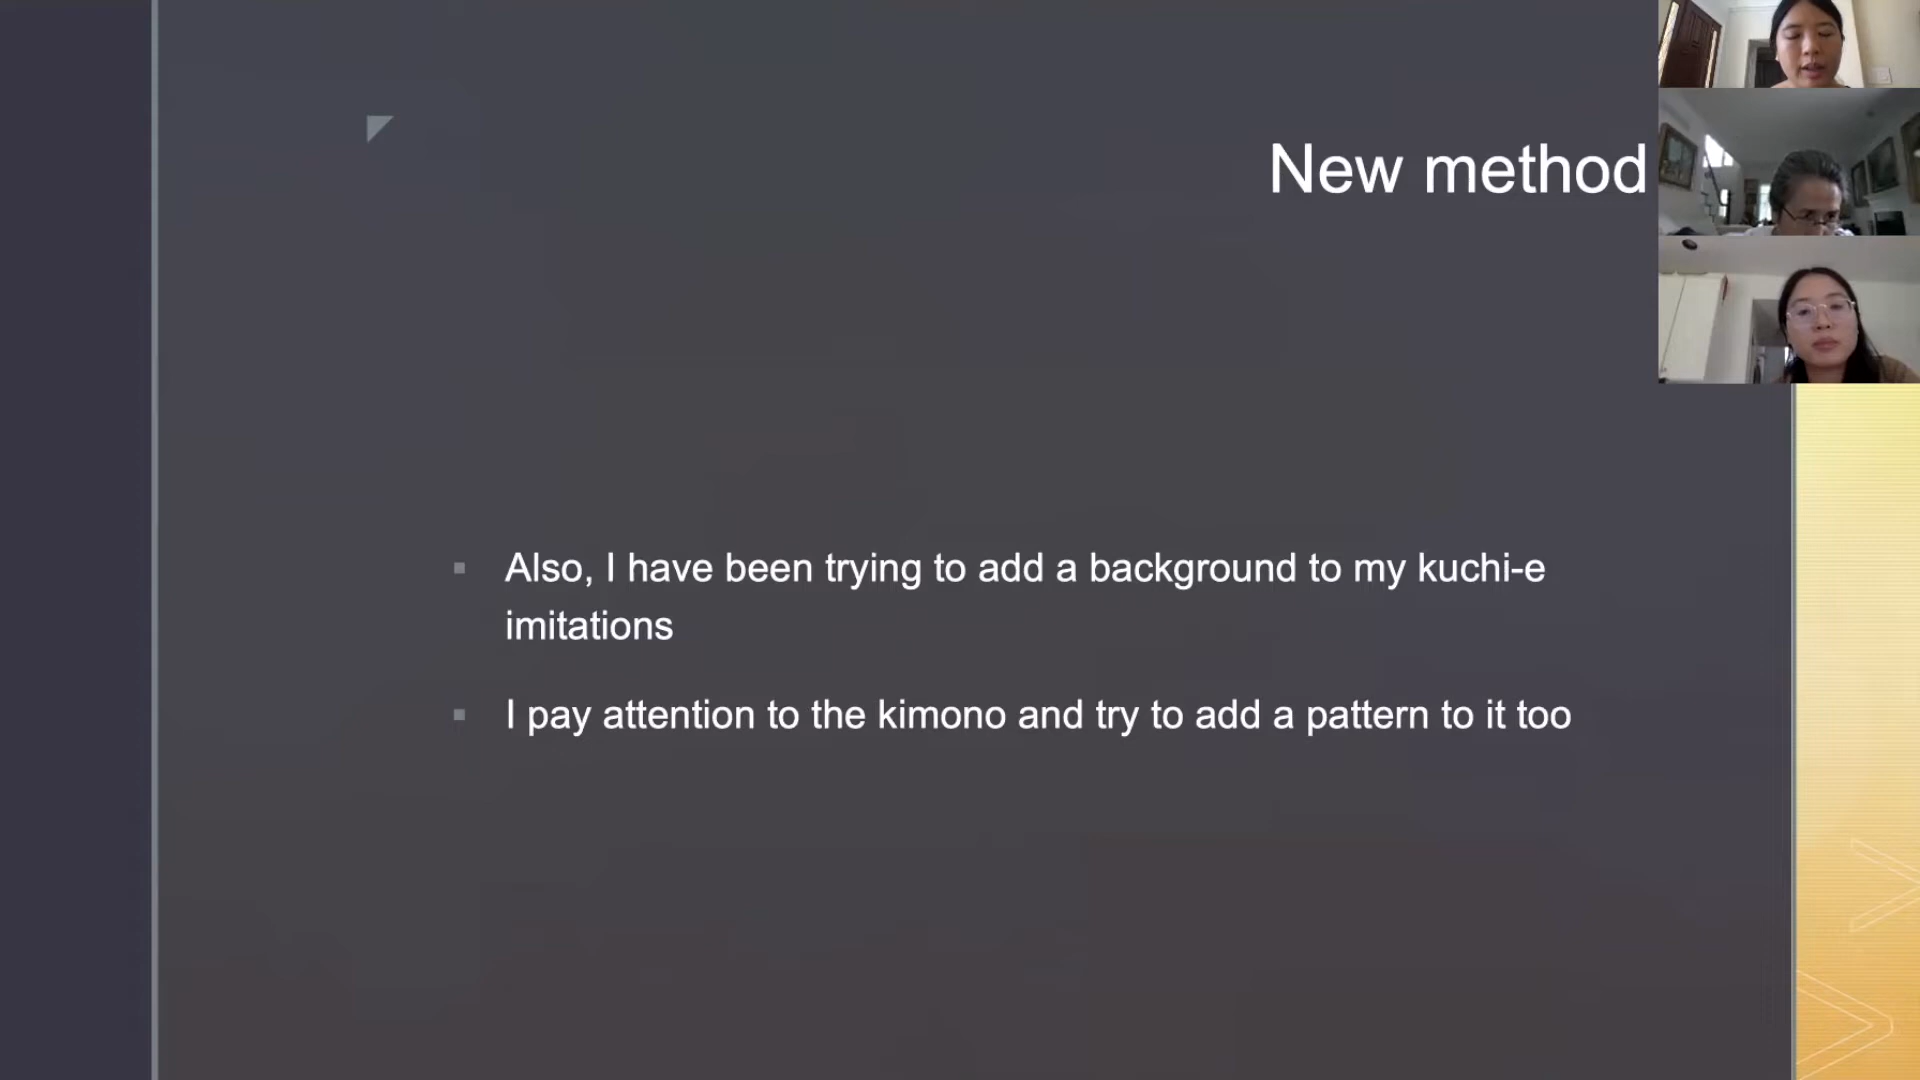 New method
Also, I have been trying to add a background to my kuchi-e
imitations
I pay attention to the kimono and try to add a pattern to it too